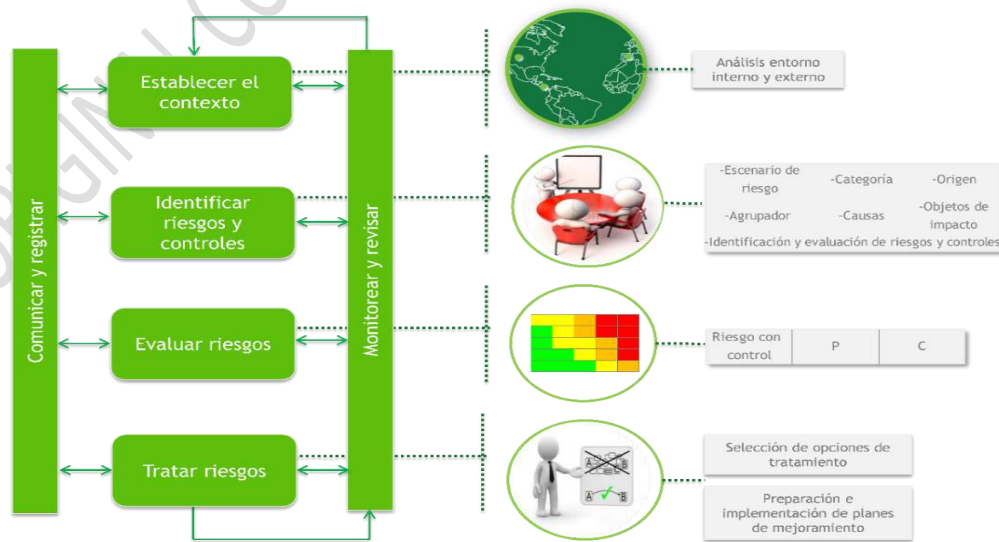 Comunicar y registrar
Establecer el
contexto
Identificar
riesgos y
controles
Evaluar riesgos
Tratar riesgos
Monitorear y revisar
Análisis entorno
interno y externo
-Escenario de
riesgo
-Categoría
-Origen
-Agrupador
-Causas
-Objetos de
impacto
-Identificación y evaluación de riesgos y controles
A B
A B
Riesgo con
control
P
C
Selección de opciones de
tratamiento
Preparación e
implementación de planes
de mejoramiento